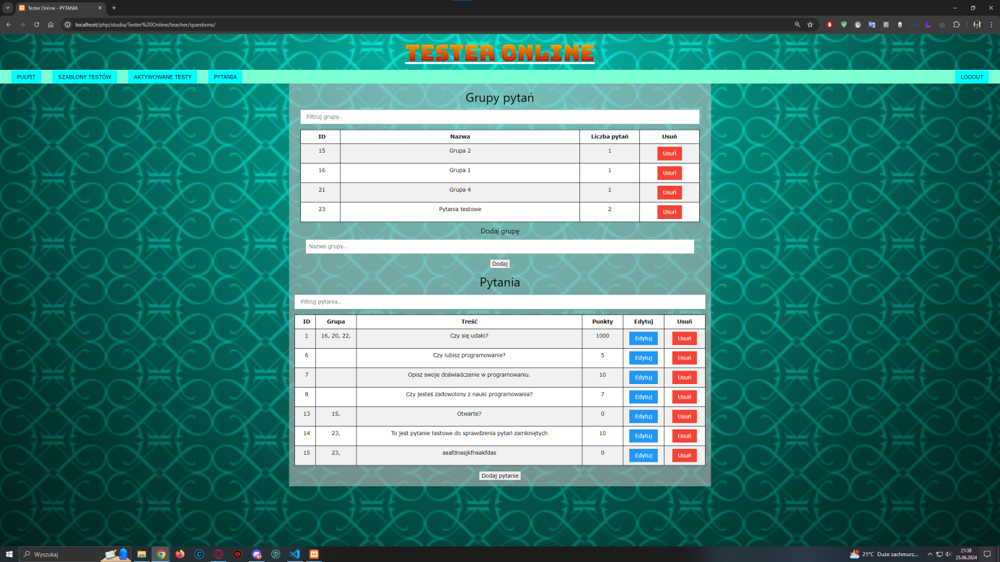 Tester Online - PYTANIA
localhost/php/studia/Tester%20Online/teacher/questions/
TESTER ONLINE
PULPIT SZABLONY TESTÓW AKTYWOWANE TESTY PYTANIA LOGOUT
Grupy pytań
Filtruj grupy..
ID Nazwa Liczba pytań Usuń
15 Grupa 2 1 Usuń
16 Grupa 1 1 Usuń
21 Grupa 4 1 Usuń
23 Pytania testowe 2 Usuń
Dodaj grupę
Nazwa grupy..
Dodaj
Pytania
Filtruj pytania..
ID Grupa Treść Punkty Edytuj Usuń
1 16, 20, 22, Czy się udało? 1000 Edytuj Usuń
6 Czy lubisz programowanie? 5 Edytuj Usuń
7 Opisz swoje doświadczenie w programowaniu. 10 Edytuj Usuń
8 Czy jesteś zadowolony z nauki programowania? 7 Edytuj Usuń
13 15, Otwarte? 0 Edytuj Usuń
14 23, To jest pytanie testowe do sprawdzenia pytań zamkniętych 10 Edytuj Usuń
15 23, asafdnasjkfnsakfdas 0 Edytuj Usuń
Dodaj pytanie
Wyszukaj 21°C Duże zachmurz... 21:38
25.06.2024